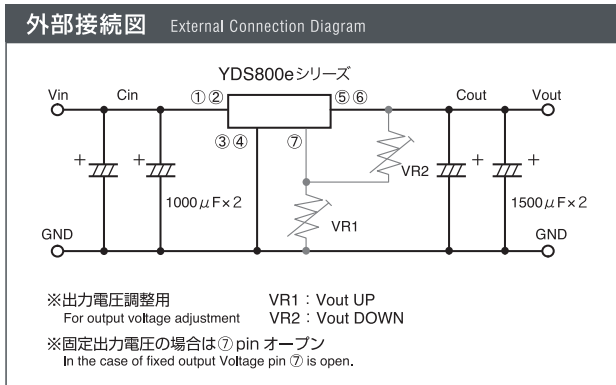 外部接続図 External Connection Diagram
YDS800eシリーズ
Vin Cin ①② ⑤⑥ Cout Vout
③④ ⑦
+ + + +
VR2
1000μF×2 1500μF×2
VR1
GND GND
※出力電圧調整用 VR1：Vout UP
For output voltage adjustment VR2：Vout DOWN
※固定出力電圧の場合は⑦pin オープン
In the case of fixed output Voltage pin ⑦ is open.